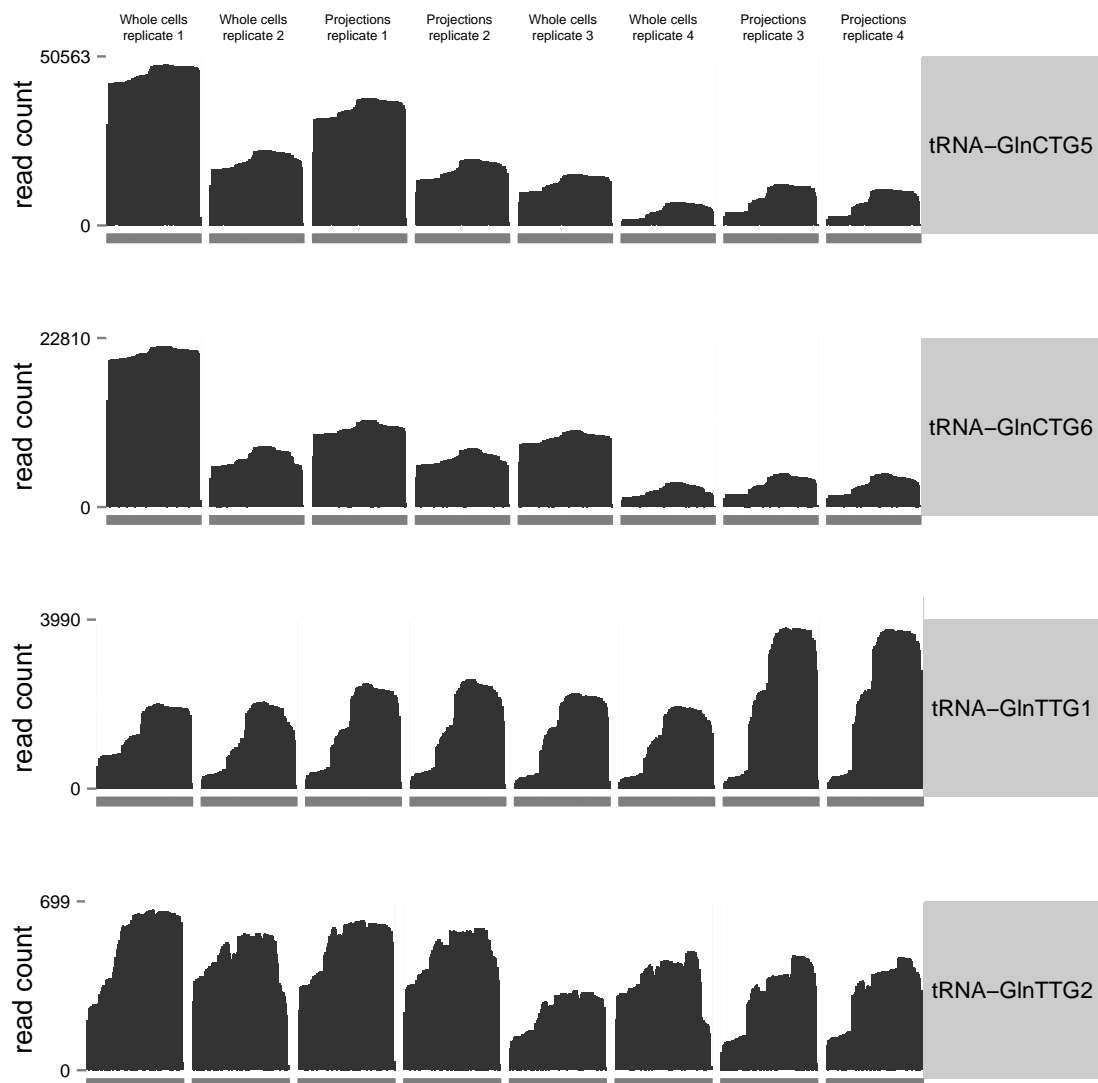 Whole cells
replicate 1
Whole cells
replicate 2
Projections
replicate 1
Projections
replicate 2
Whole cells
replicate 3
Whole cells
replicate 4
Projections
replicate 3
Projections
replicate 4
50563
read count
0
tRNA−GlnCTG5
22810
read count
0
tRNA−GlnCTG6
3990
read count
0
tRNA−GlnTTG1
699
read count
0
tRNA−GlnTTG2